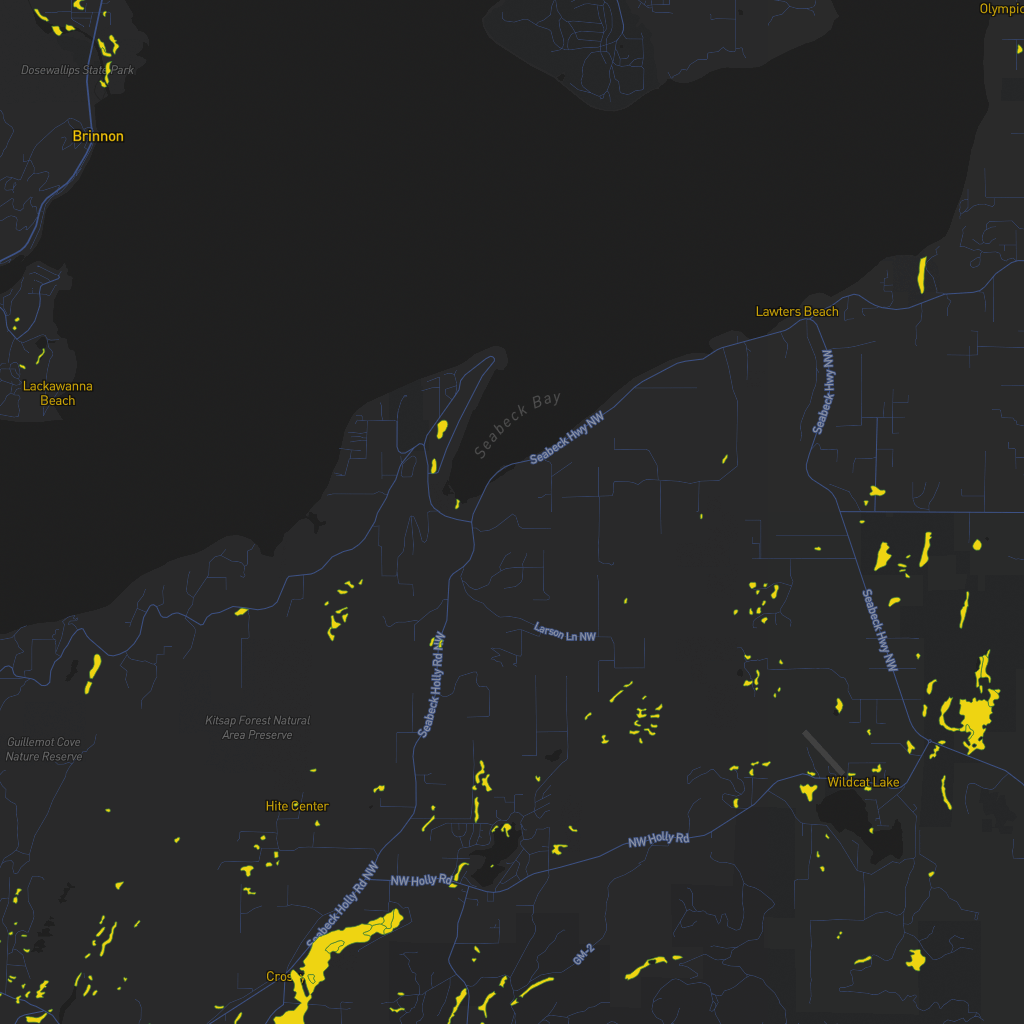 Olympic
Dosewallips State Park
Brinnon
Lawters Beach
Seabeck Hwy NW
Lackawanna
Beach
Seabeck Bay
Seabeck Hwy NW
Seabeck Hwy NW
Larson Ln NW
Seabeck Holly Rd NW
Kitsap Forest Natural
Area Preserve
Guillemot Cove
Nature Reserve
Wildcat Lake
Hite Center
NW Holly Rd
NW Holly Rd
Seabeck Holly Rd NW
GM-2